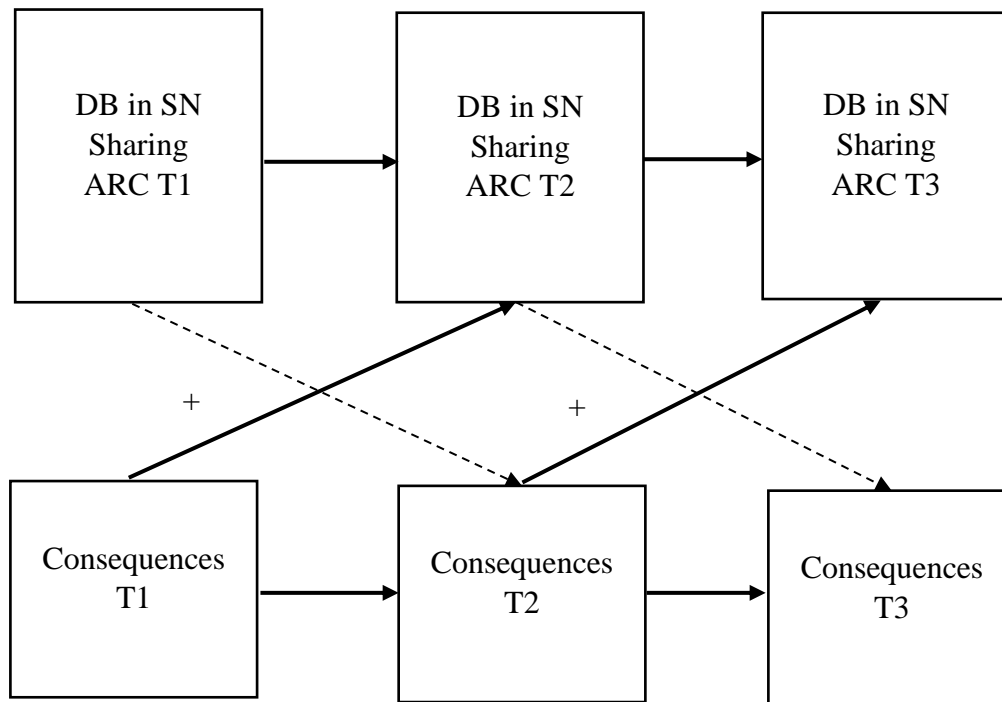 DB in SN
Sharing
ARC T1
DB in SN
Sharing
ARC T2
DB in SN
Sharing
ARC T3
+
+
Consequences
T1
Consequences
T2
Consequences
T3